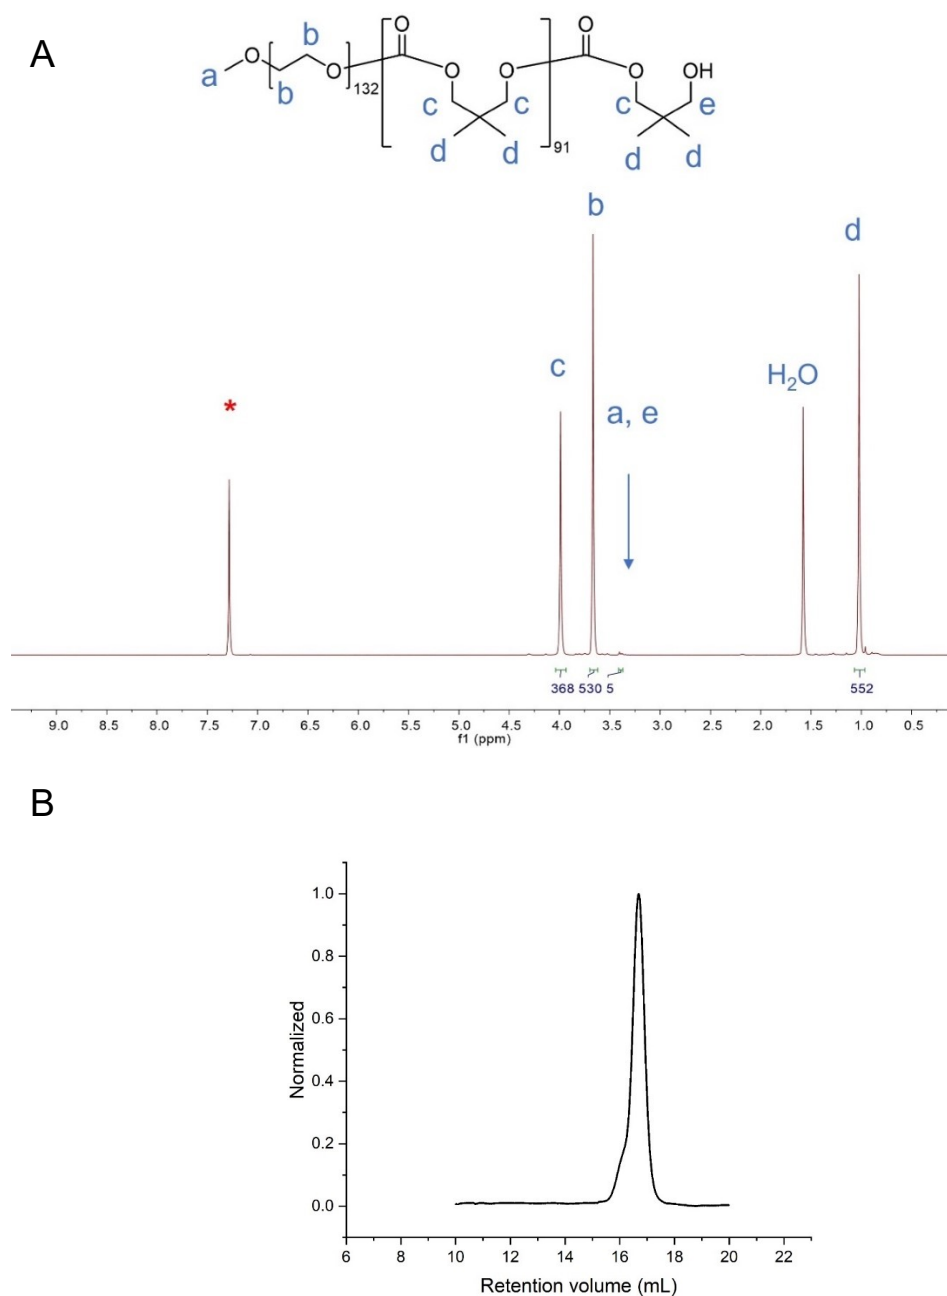 A
O
O
b
O
O
OH
a
O
132
O
O
O
b
c
c
c
e
d
d
91
d
d
b
d
c
H₂O
*
a, e
368 530 5 552
9.0 8.5 8.0 7.5 7.0 6.5 6.0 5.5 5.0 4.5 4.0 3.5 3.0 2.5 2.0 1.5 1.0 0.5
f1 (ppm)
B
1.0
0.8
0.6
0.4
0.2
0.0
Normalized
6 8 10 12 14 16 18 20 22
Retention volume (mL)